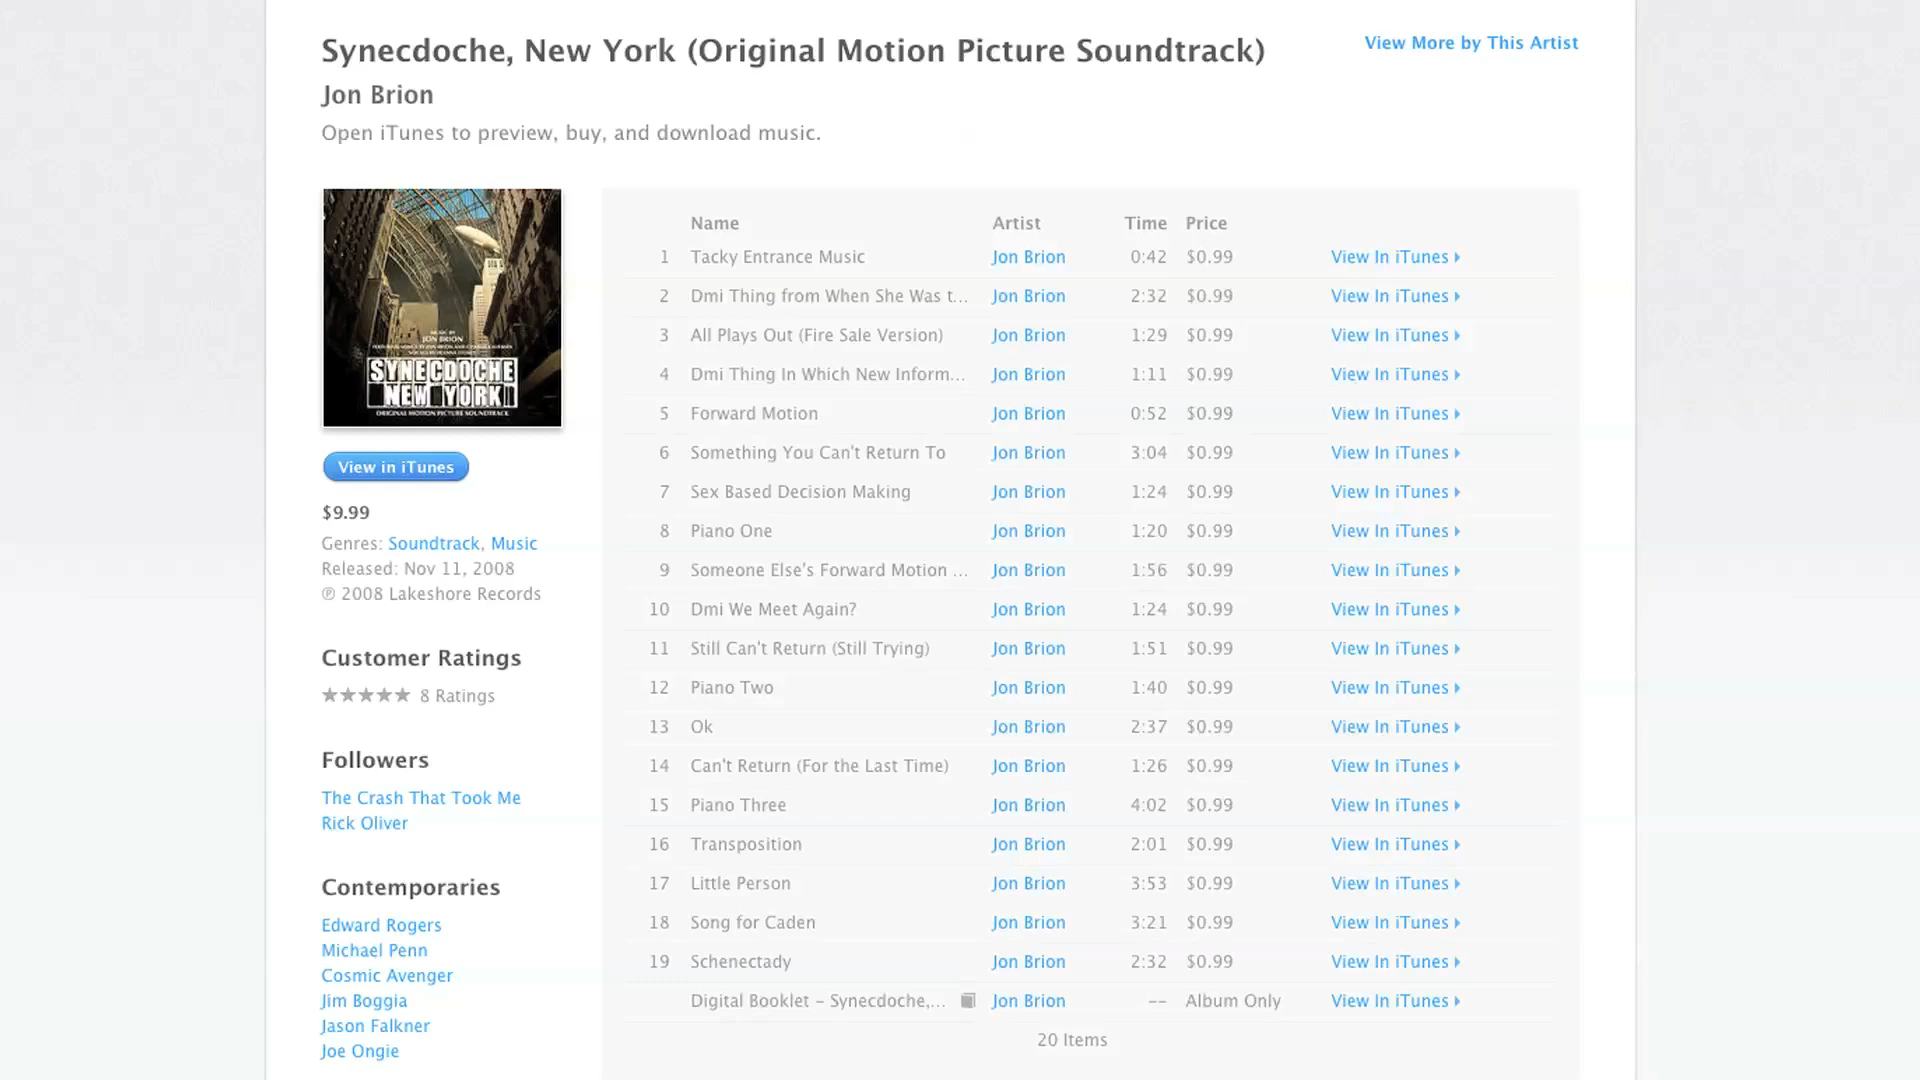 Synecdoche, New York (Original Motion Picture Soundtrack)
View More by This Artist
Jon Brion
Open iTunes to preview, buy, and download music.
MUSIC BY
JON BRION
SYNECDOCHE
NEW YORK
ORIGINAL MOTION PICTURE SOUNDTRACK
View in iTunes
$9.99
Genres: Soundtrack, Music
Released: Nov 11, 2008
℗ 2008 Lakeshore Records
Customer Ratings
★★★★★ 8 Ratings
Followers
The Crash That Took Me
Rick Oliver
Contemporaries
Edward Rogers
Michael Penn
Cosmic Avenger
Jim Boggia
Jason Falkner
Joe Ongie
Name Artist Time Price
1 Tacky Entrance Music Jon Brion 0:42 $0.99 View In iTunes
2 Dmi Thing from When She Was t... Jon Brion 2:32 $0.99 View In iTunes
3 All Plays Out (Fire Sale Version) Jon Brion 1:29 $0.99 View In iTunes
4 Dmi Thing In Which New Inform... Jon Brion 1:11 $0.99 View In iTunes
5 Forward Motion Jon Brion 0:52 $0.99 View In iTunes
6 Something You Can't Return To Jon Brion 3:04 $0.99 View In iTunes
7 Sex Based Decision Making Jon Brion 1:24 $0.99 View In iTunes
8 Piano One Jon Brion 1:20 $0.99 View In iTunes
9 Someone Else's Forward Motion ... Jon Brion 1:56 $0.99 View In iTunes
10 Dmi We Meet Again? Jon Brion 1:24 $0.99 View In iTunes
11 Still Can't Return (Still Trying) Jon Brion 1:51 $0.99 View In iTunes
12 Piano Two Jon Brion 1:40 $0.99 View In iTunes
13 Ok Jon Brion 2:37 $0.99 View In iTunes
14 Can't Return (For the Last Time) Jon Brion 1:26 $0.99 View In iTunes
15 Piano Three Jon Brion 4:02 $0.99 View In iTunes
16 Transposition Jon Brion 2:01 $0.99 View In iTunes
17 Little Person Jon Brion 3:53 $0.99 View In iTunes
18 Song for Caden Jon Brion 3:21 $0.99 View In iTunes
19 Schenectady Jon Brion 2:32 $0.99 View In iTunes
Digital Booklet – Synecdoche,... Jon Brion -- Album Only View In iTunes
20 Items